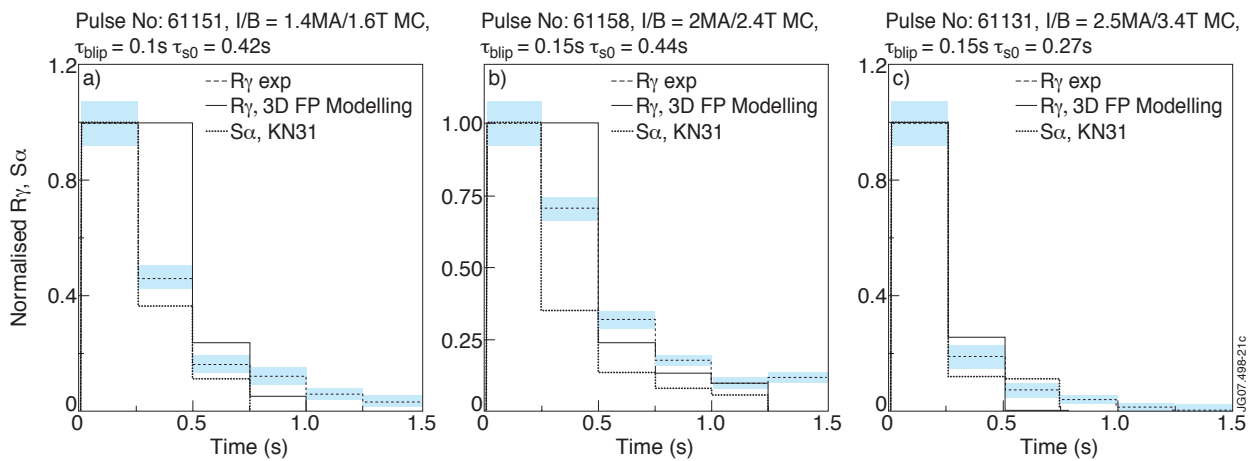 Pulse No: 61151, I/B = 1.4MA/1.6T MC,
τblip = 0.1s τs0 = 0.42s
Pulse No: 61158, I/B = 2MA/2.4T MC,
τblip = 0.15s τs0 = 0.44s
Pulse No: 61131, I/B = 2.5MA/3.4T MC,
τblip = 0.15s τs0 = 0.27s
Normalised Rγ, Sα
1.2
0.8
0.4
0
a)
Rγ exp
Rγ, 3D FP Modelling
Sα, KN31
0 0.5 1.0 1.5
Time (s)
1.00
0.75
0.50
0.25
0
b)
Rγ exp
Rγ, 3D FP Modelling
Sα, KN31
0 0.5 1.0 1.5
Time (s)
1.2
0.8
0.4
0
c)
Rγ exp
Rγ, 3D FP Modelling
Sα, KN31
0 0.5 1.0 1.5
Time (s)
JG07.498-21c